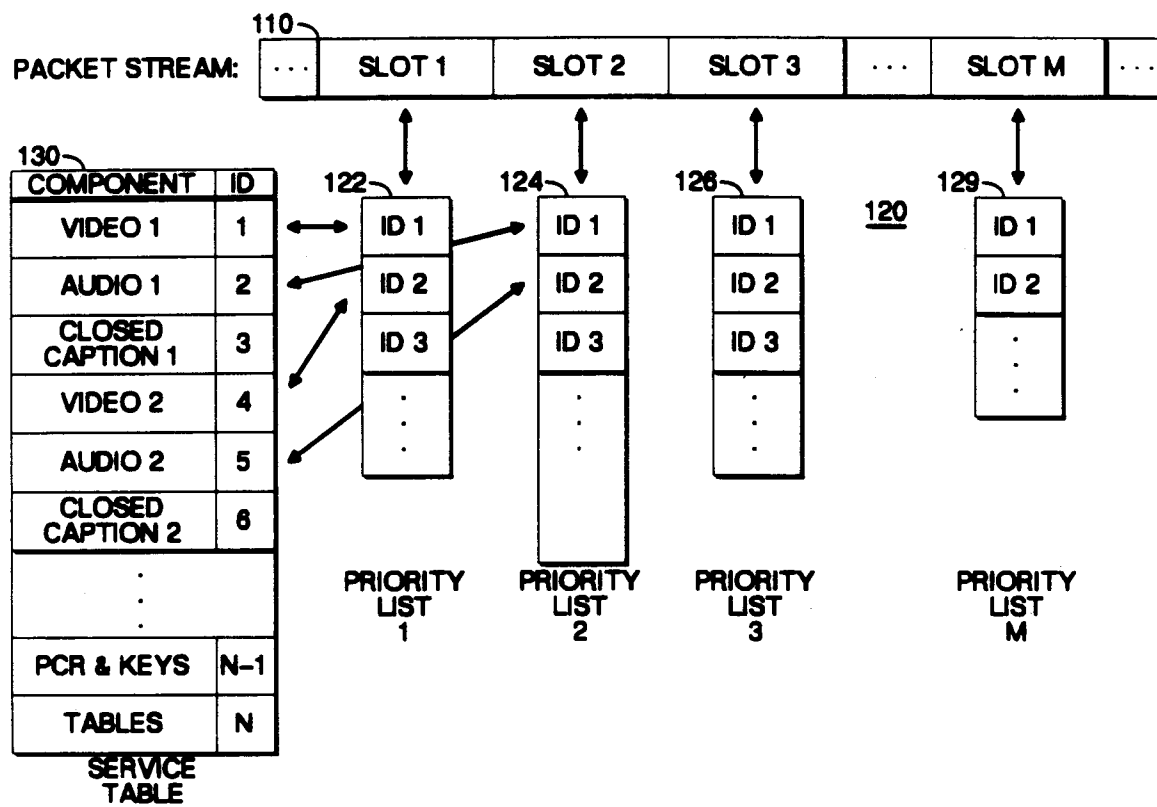 110
PACKET STREAM: ... SLOT 1 SLOT 2 SLOT 3 ... SLOT M ...
130
COMPONENT ID
VIDEO 1 1
AUDIO 1 2
CLOSED CAPTION 1 3
VIDEO 2 4
AUDIO 2 5
CLOSED CAPTION 2 6
. . .
PCR & KEYS N-1
TABLES N
SERVICE
TABLE
122
ID 1
ID 2
ID 3
. . .
PRIORITY
LIST
1
124
ID 1
ID 2
ID 3
. . .
PRIORITY
LIST
2
126
ID 1
ID 2
ID 3
. . .
PRIORITY
LIST
3
120
129
ID 1
ID 2
. . .
PRIORITY
LIST
M